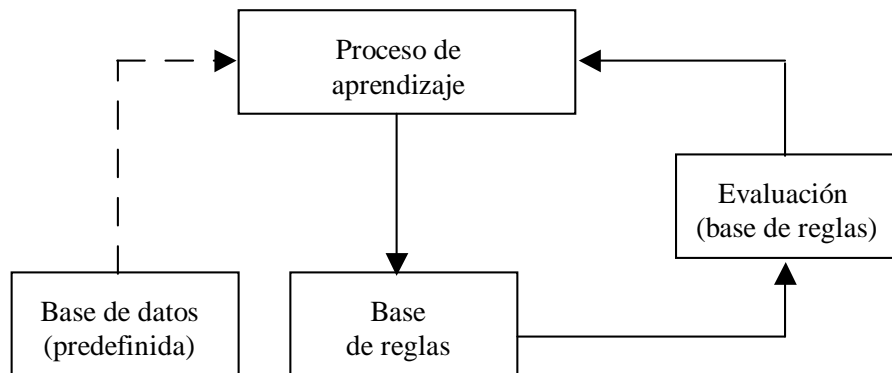 Proceso de
aprendizaje
Evaluación
(base de reglas)
Base de datos
(predefinida)
Base
de reglas